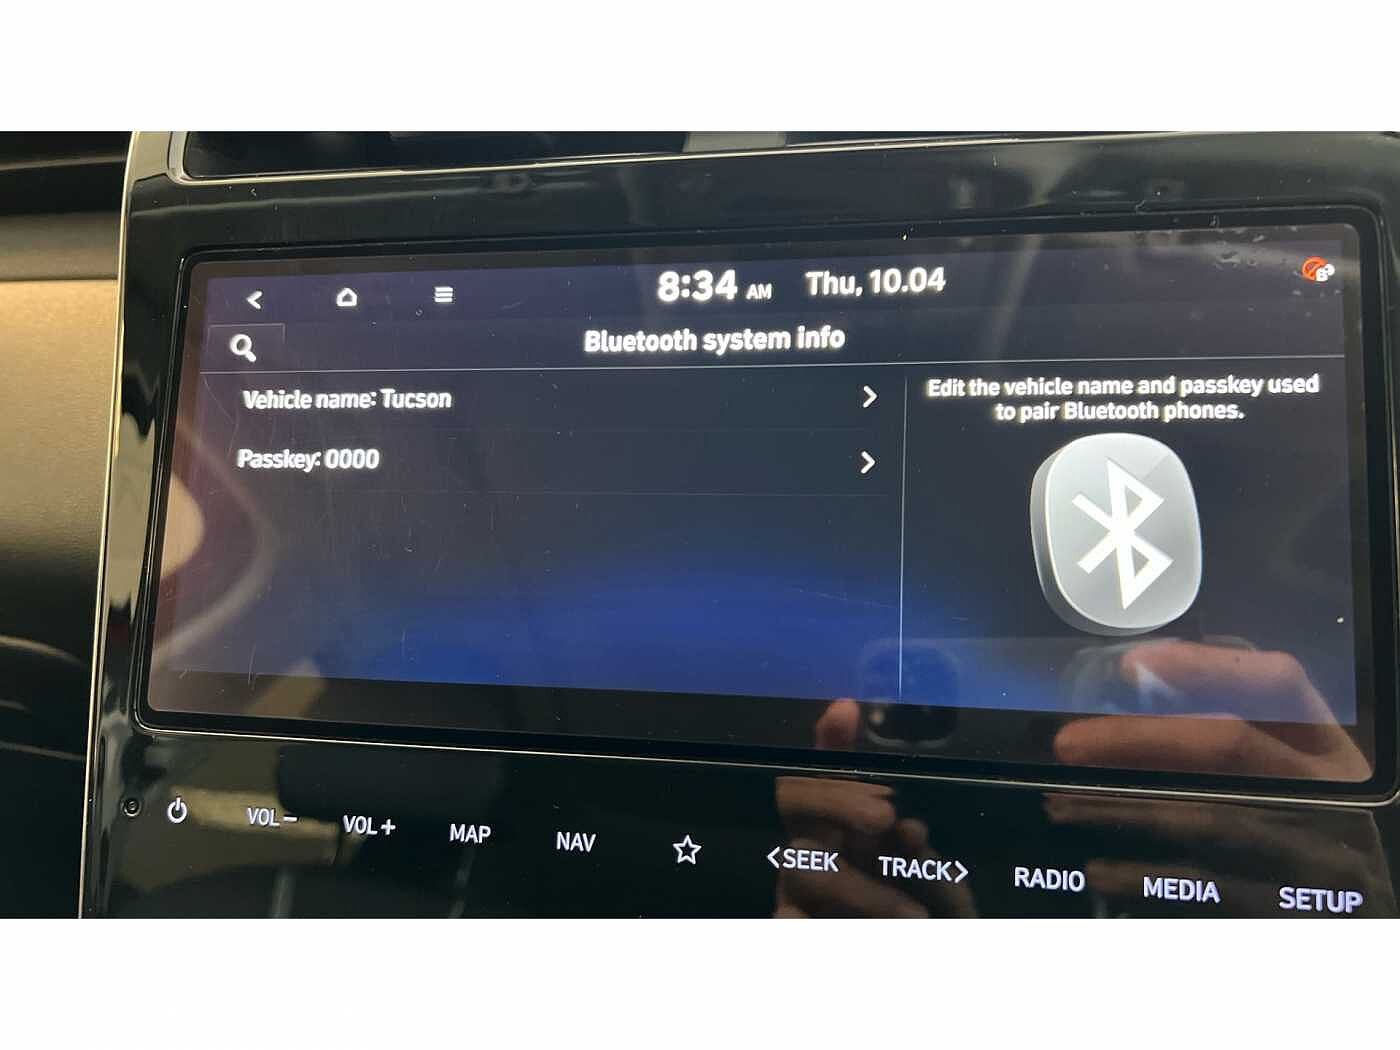 8:34 AM Thu, 10.04
Bluetooth system info
Vehicle name: Tucson
Passkey: 0000
Edit the vehicle name and passkey used
to pair Bluetooth phones.
VOL− VOL+ MAP NAV <SEEK TRACK> RADIO MEDIA SETUP